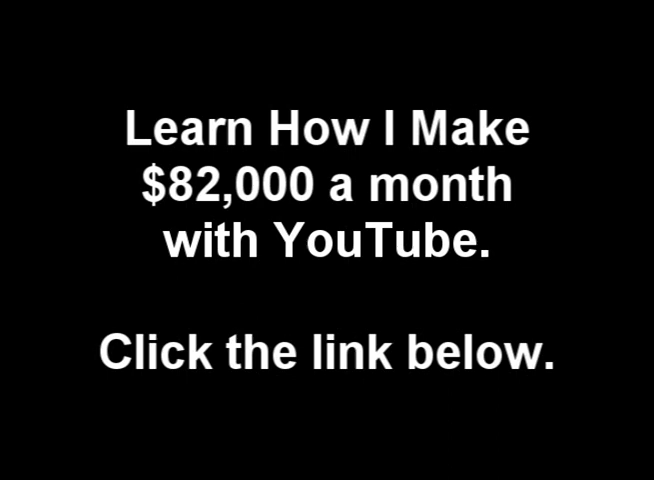 Learn How I Make
$82,000 a month
with YouTube.
Click the link below.